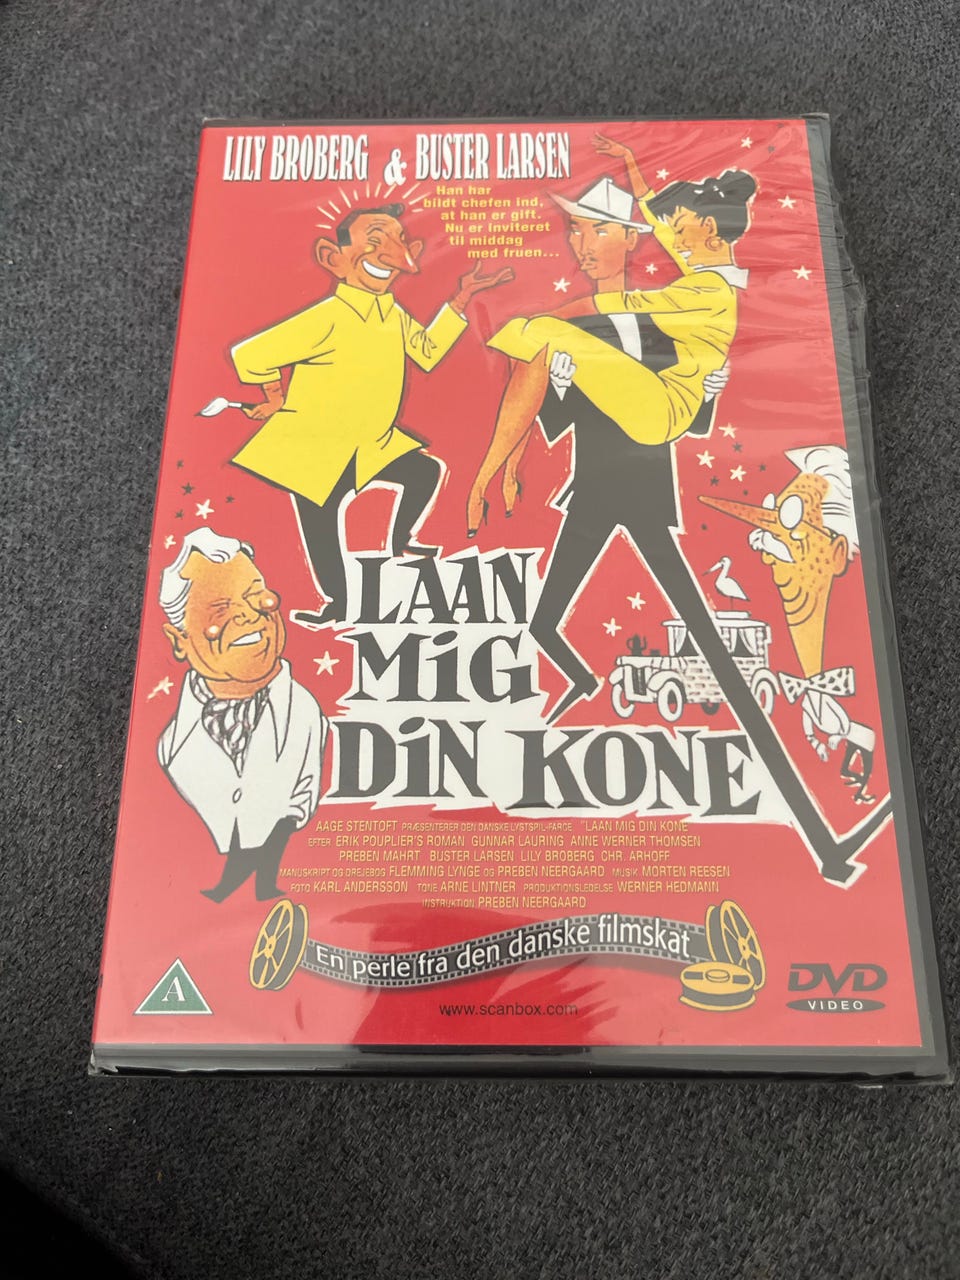 LILY BROBERG & BUSTER LARSEN
Han har
bildt chefen ind,
at han er gift.
Nu er inviteret
til middag
med fruen...
LAAN
MiG
DiN KONE
AAGE STENTOFT PRÆSENTERER DEN DANSKE LYSTSPIL-FARCE "LAAN MIG DIN KONE
EFTER ERIK POUPLIER'S ROMAN GUNNAR LAURING ANNE WERNER THOMSEN
PREBEN MAHRT BUSTER LARSEN LILY BROBERG CHR. ARHOFF
MANUSKRIPT OG DREJEBOG FLEMMING LYNGE OG PREBEN NEERGAARD MUSIK MORTEN REESEN
FOTO KARL ANDERSSON TONE ARNE LINTNER PRODUKTIONSLEDELSE WERNER HEDMANN
INSTRUKTION PREBEN NEERGAARD
En perle fra den danske filmskat
A
DVD
VIDEO
www.scanbox.com